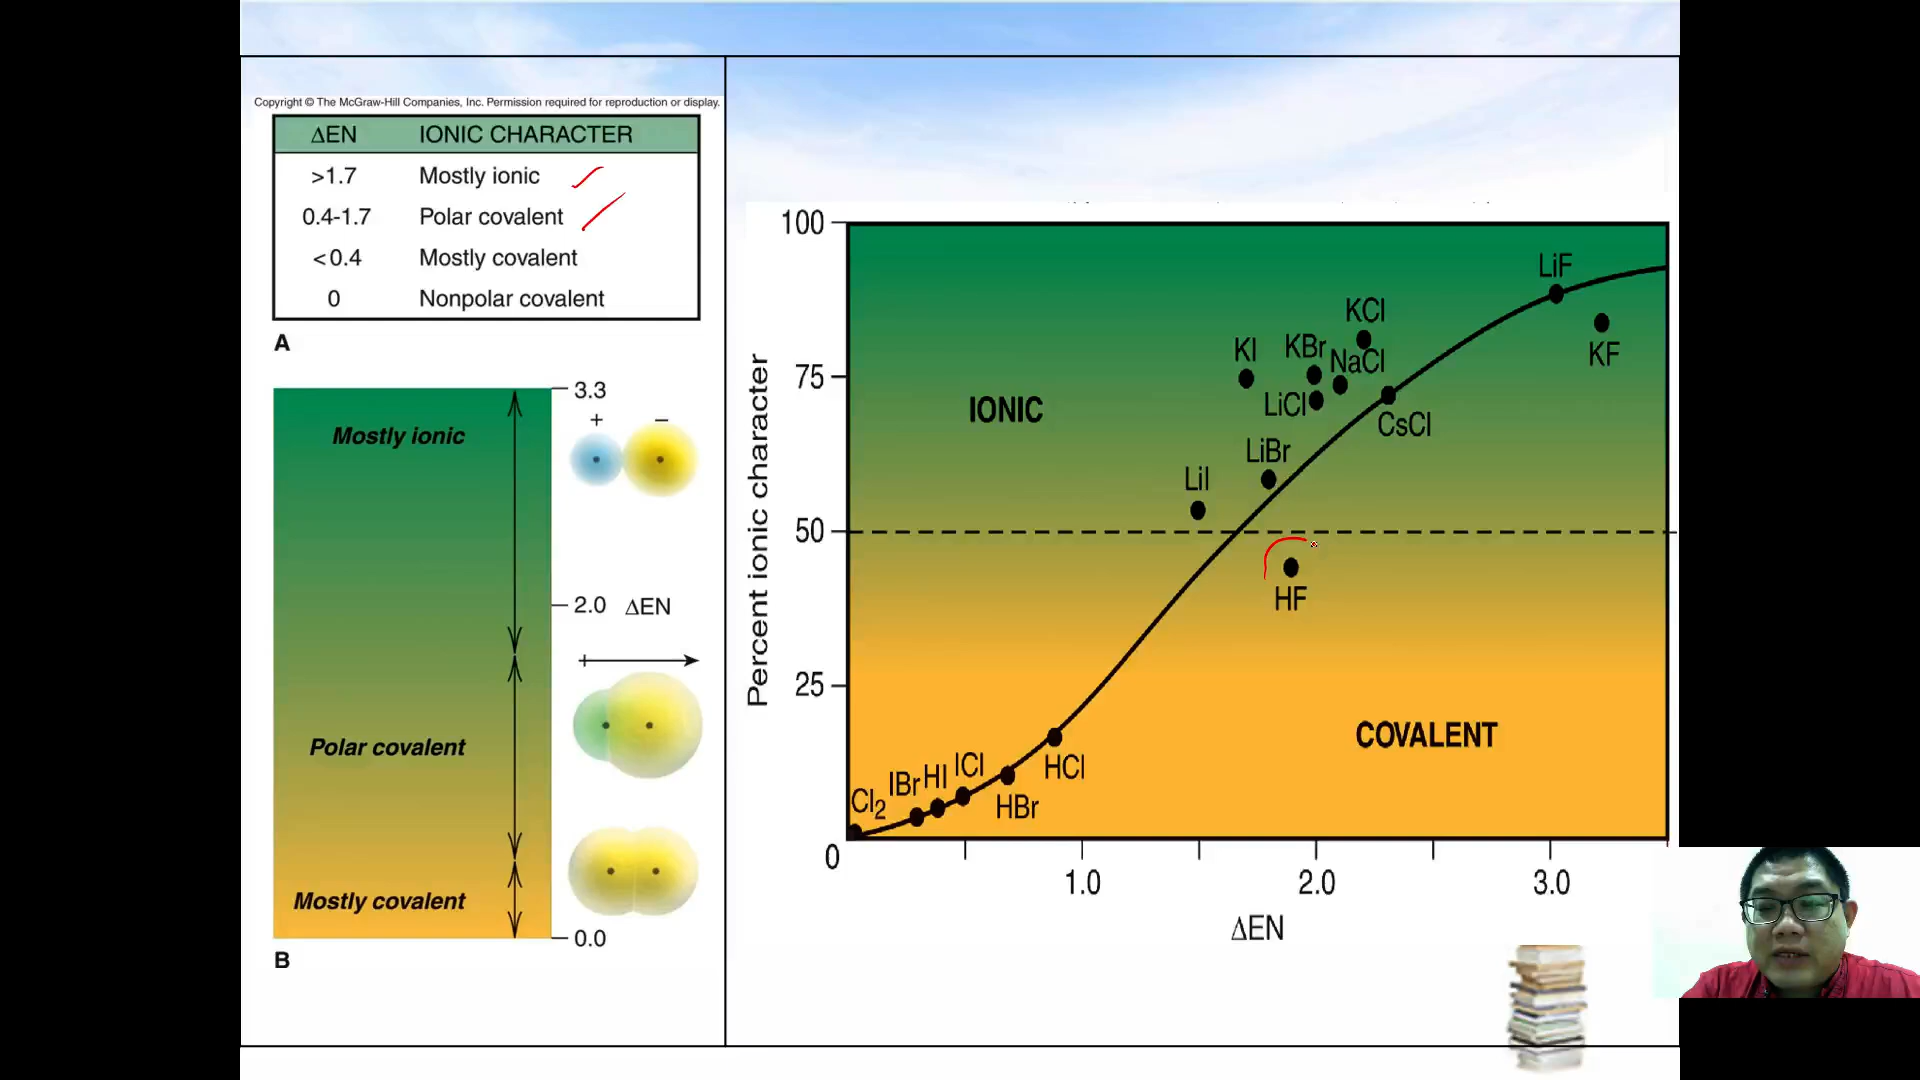 Copyright © The McGraw-Hill Companies, Inc. Permission required for reproduction or display.
ΔEN IONIC CHARACTER
>1.7 Mostly ionic
0.4-1.7 Polar covalent
<0.4 Mostly covalent
0 Nonpolar covalent
A
Mostly ionic
Polar covalent
Mostly covalent
3.3
+ −
2.0 ΔEN
0.0
B
Percent ionic character
100
75
50
25
0
IONIC
COVALENT
LiF
KF
KCl
KI
KBr
NaCl
LiCl
CsCl
LiBr
LiI
HF
Cl2
IBr
HI
ICl
HBr
HCl
1.0 2.0 3.0
ΔEN